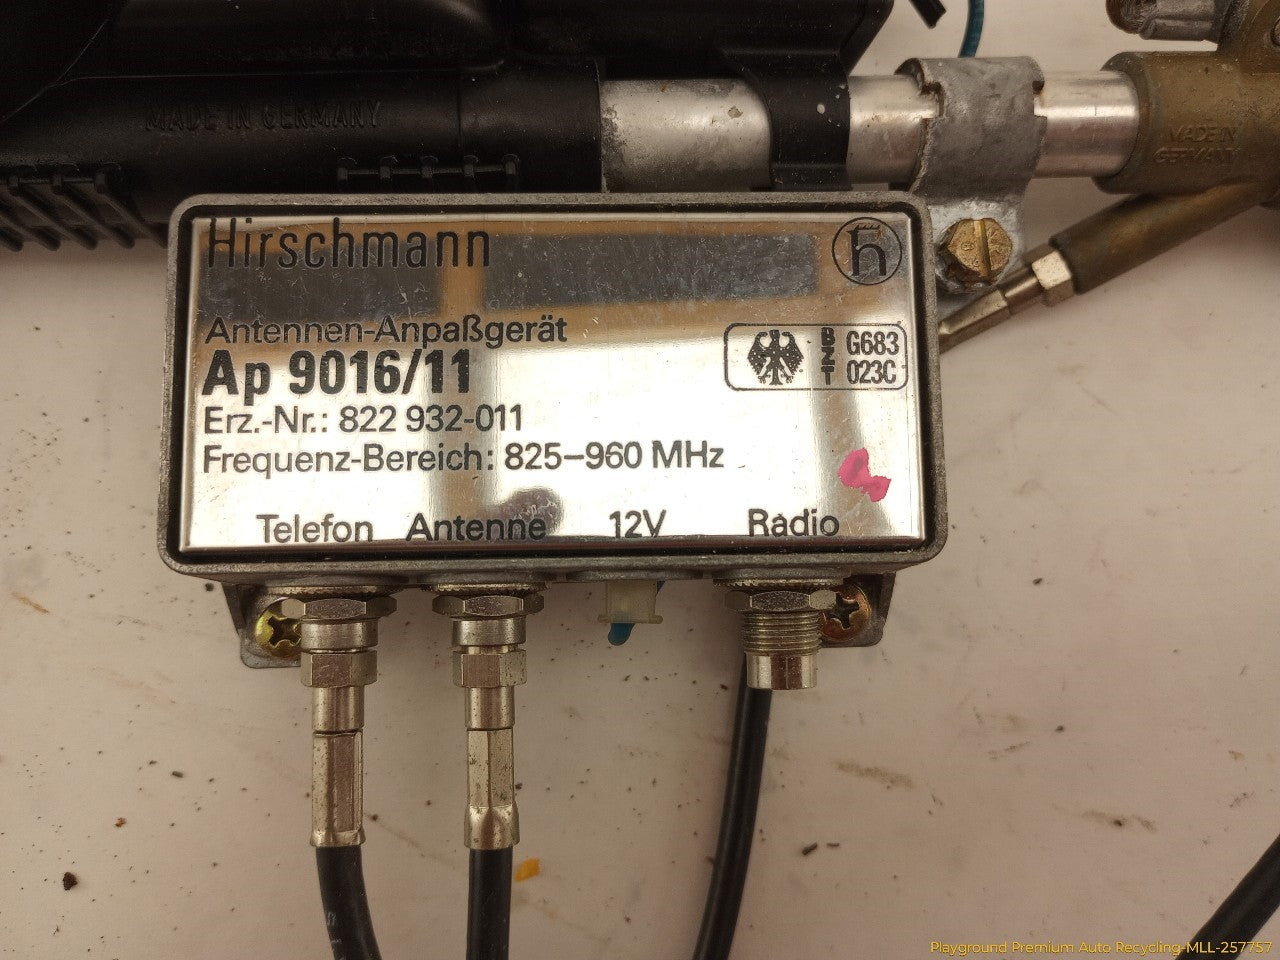 MADE IN GERMANY
MADE IN
GERMANY
Hirschmann
h
Antennen-Anpaßgerät
Ap 9016/11
BZT G683 023C
Erz.-Nr.: 822 932-011
Frequenz-Bereich: 825-960 MHz
Telefon Antenne 12V Radio
Playground Premium Auto Recycling-MLL-257757